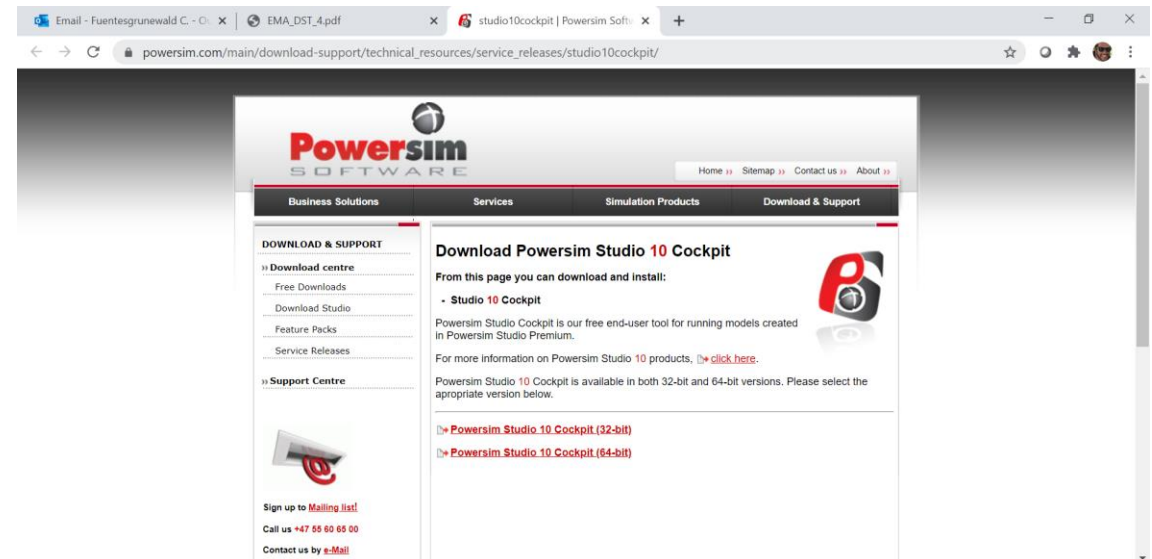 Email - Fuentesgrunewald C. - O
EMA_DST_4.pdf
studio10cockpit | Powersim Softw
powersim.com/main/download-support/technical_resources/service_releases/studio10cockpit/
Powersim
SOFTWARE
Home ›› Sitemap ›› Contact us ›› About ››
Business Solutions
Services
Simulation Products
Download & Support
DOWNLOAD & SUPPORT
›› Download centre
Free Downloads
Download Studio
Feature Packs
Service Releases
›› Support Centre
Sign up to Mailing list!
Call us +47 55 60 65 00
Contact us by e-Mail
Download Powersim Studio 10 Cockpit
From this page you can download and install:
- Studio 10 Cockpit
Powersim Studio Cockpit is our free end-user tool for running models created
in Powersim Studio Premium.
For more information on Powersim Studio 10 products, click here.
Powersim Studio 10 Cockpit is available in both 32-bit and 64-bit versions. Please select the
apropriate version below.
Powersim Studio 10 Cockpit (32-bit)
Powersim Studio 10 Cockpit (64-bit)